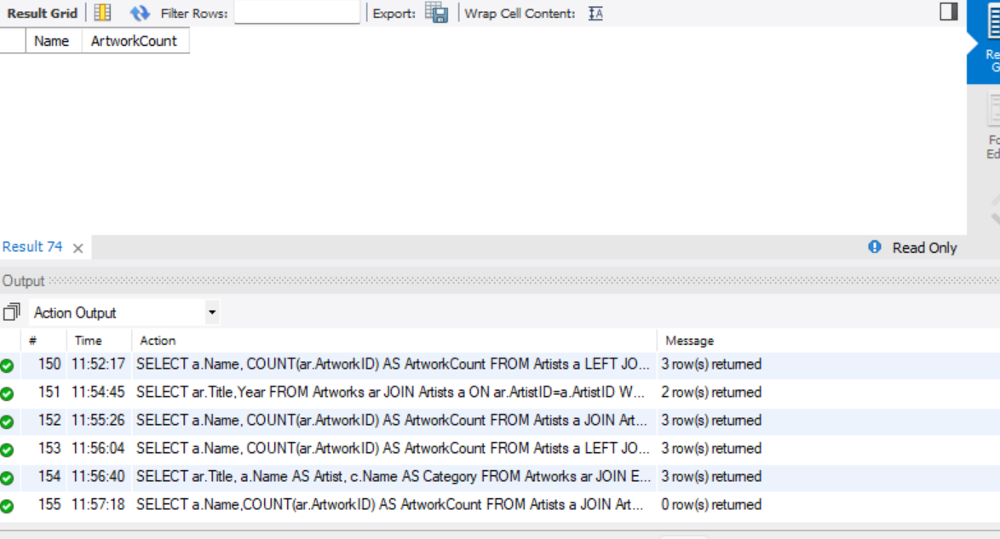 Result Grid Filter Rows: Export: Wrap Cell Content:
Name ArtworkCount
Result 74 Read Only
Output
Action Output
# Time Action Message
150 11:52:17 SELECT a.Name, COUNT(ar.ArtworkID) AS ArtworkCount FROM Artists a LEFT JO... 3 row(s) returned
151 11:54:45 SELECT ar.Title,Year FROM Artworks ar JOIN Artists a ON ar.ArtistID=a.ArtistID W... 2 row(s) returned
152 11:55:26 SELECT a.Name, COUNT(ar.ArtworkID) AS ArtworkCount FROM Artists a JOIN Art... 3 row(s) returned
153 11:56:04 SELECT a.Name, COUNT(ar.ArtworkID) AS ArtworkCount FROM Artists a LEFT JO... 3 row(s) returned
154 11:56:40 SELECT ar.Title, a.Name AS Artist, c.Name AS Category FROM Artworks ar JOIN E... 3 row(s) returned
155 11:57:18 SELECT a.Name,COUNT(ar.ArtworkID) AS ArtworkCount FROM Artists a JOIN Art... 0 row(s) returned